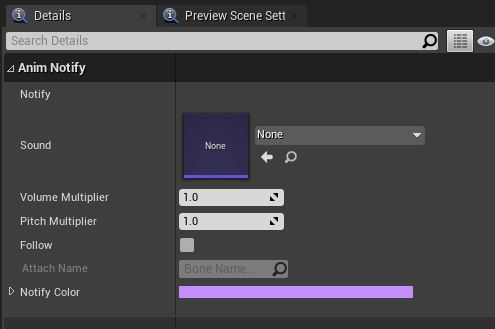 Details
Preview Scene Sett
Search Details
Anim Notify
Notify
Sound
None
None
Volume Multiplier
1.0
Pitch Multiplier
1.0
Follow
Attach Name
Bone Name...
Notify Color